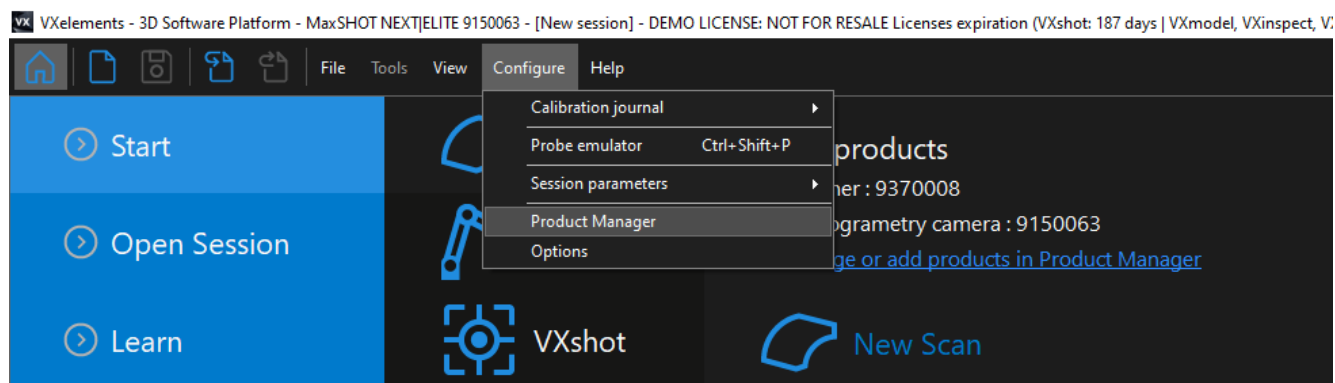 VX VXelements - 3D Software Platform - MaxSHOT NEXT|ELITE 9150063 - [New session] - DEMO LICENSE: NOT FOR RESALE Licenses expiration (VXshot: 187 days | VXmodel, VXinspect,
File Tools View Configure Help
Calibration journal
Probe emulator Ctrl+Shift+P
Session parameters
Product Manager
Options
Start
Open Session
Learn
VXshot
products
ner : 9370008
ogrametry camera : 9150063
ge or add products in Product Manager
New Scan